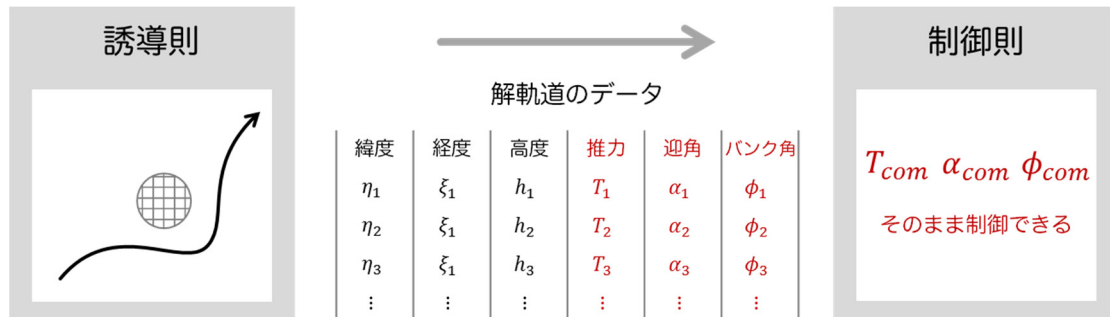 誘導則
制御則
解軌道のデータ
緯度 経度 高度 推力 迎角 バンク角
η₁ ξ₁ h₁ T₁ α₁ ϕ₁
η₂ ξ₁ h₂ T₂ α₂ ϕ₂
η₃ ξ₁ h₃ T₃ α₃ ϕ₃
⋮ ⋮ ⋮ ⋮ ⋮ ⋮
T_com α_com ϕ_com
そのまま制御できる